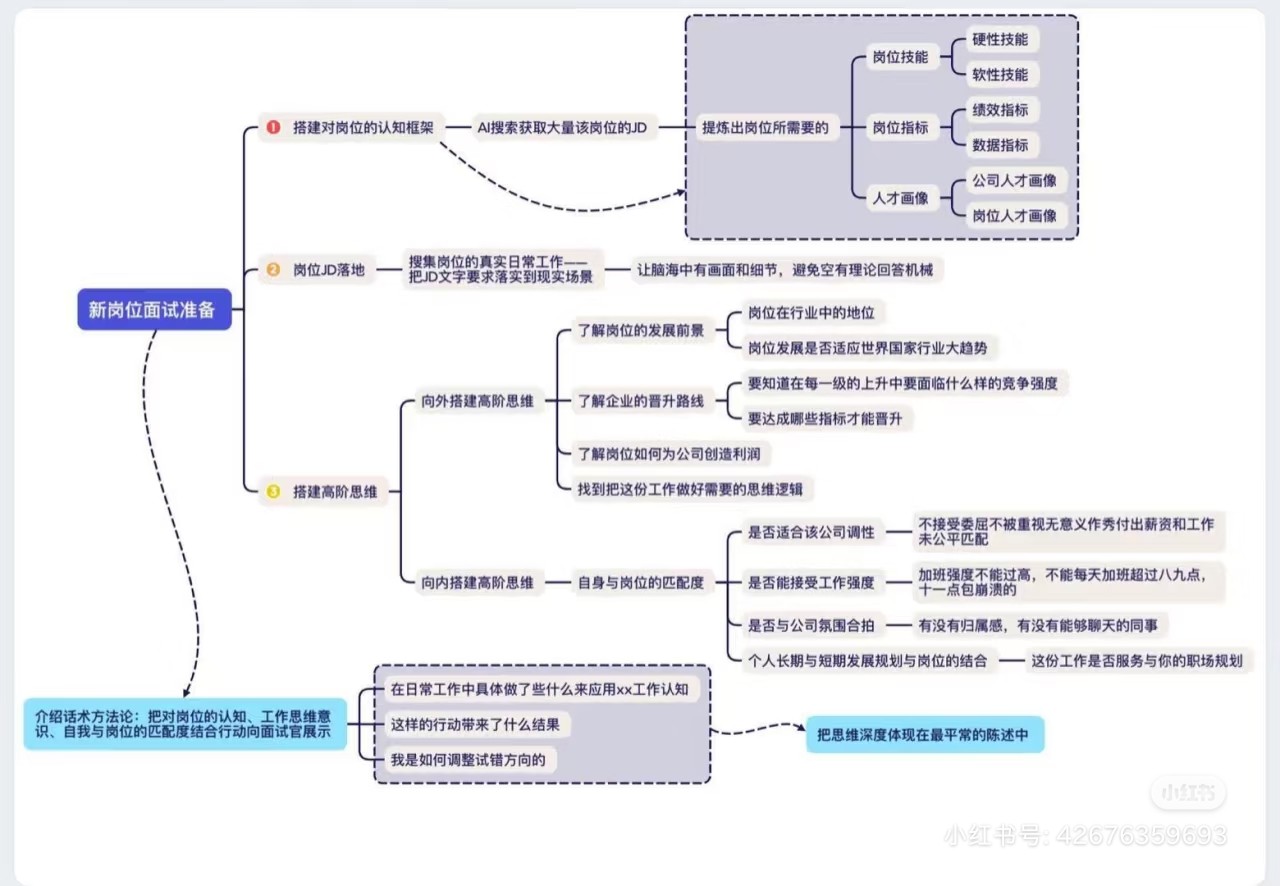 新岗位面试准备
1 搭建对岗位的认知框架
AI搜索获取大量该岗位的JD
提炼出岗位所需要的
岗位技能
硬性技能
软性技能
岗位指标
绩效指标
数据指标
人才画像
公司人才画像
岗位人才画像
2 岗位JD落地
搜集岗位的真实日常工作——
把JD文字要求落实到现实场景
让脑海中有画面和细节，避免空有理论回答机械
3 搭建高阶思维
向外搭建高阶思维
了解岗位的发展前景
岗位在行业中的地位
岗位发展是否适应世界国家行业大趋势
了解企业的晋升路线
要知道在每一级的上升中要面临什么样的竞争强度
要达成哪些指标才能晋升
了解岗位如何为公司创造利润
找到把这份工作做好需要的思维逻辑
向内搭建高阶思维
自身与岗位的匹配度
是否适合该公司调性
不接受委屈不被重视无意义作秀付出薪资和工作
未公平匹配
是否能接受工作强度
加班强度不能过高，不能每天加班超过八九点，
十一点包崩溃的
是否与公司氛围合拍
有没有归属感，有没有能够聊天的同事
个人长期与短期发展规划与岗位的结合
这份工作是否服务与你的职场规划
介绍话术方法论：把对岗位的认知、工作思维意
识、自我与岗位的匹配度结合行动向面试官展示
在日常工作中具体做了些什么来应用xx工作认知
这样的行动带来了什么结果
我是如何调整试错方向的
把思维深度体现在最平常的陈述中
小红书
小红书号: 42676359693